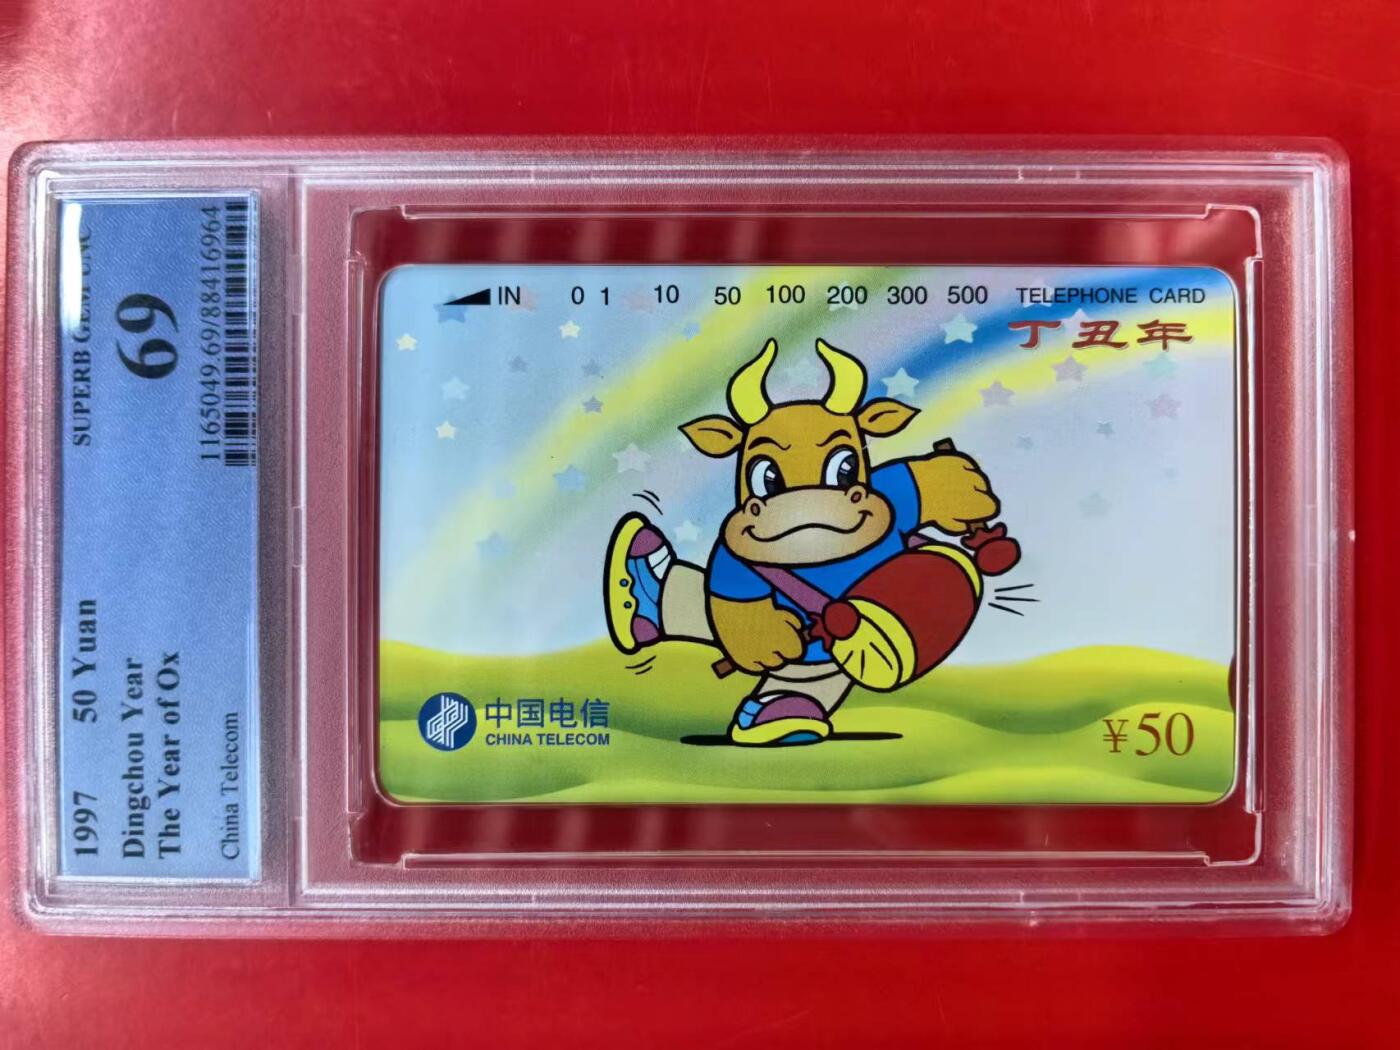 1997 50 Yuan SUPERB GEM UNC
Dingchou Year 69
The Year of Ox
China Telecom 1165049.69/88416964
IN 0 1 10 50 100 200 300 500 TELEPHONE CARD
丁丑年
中国电信
CHINA TELECOM
¥50